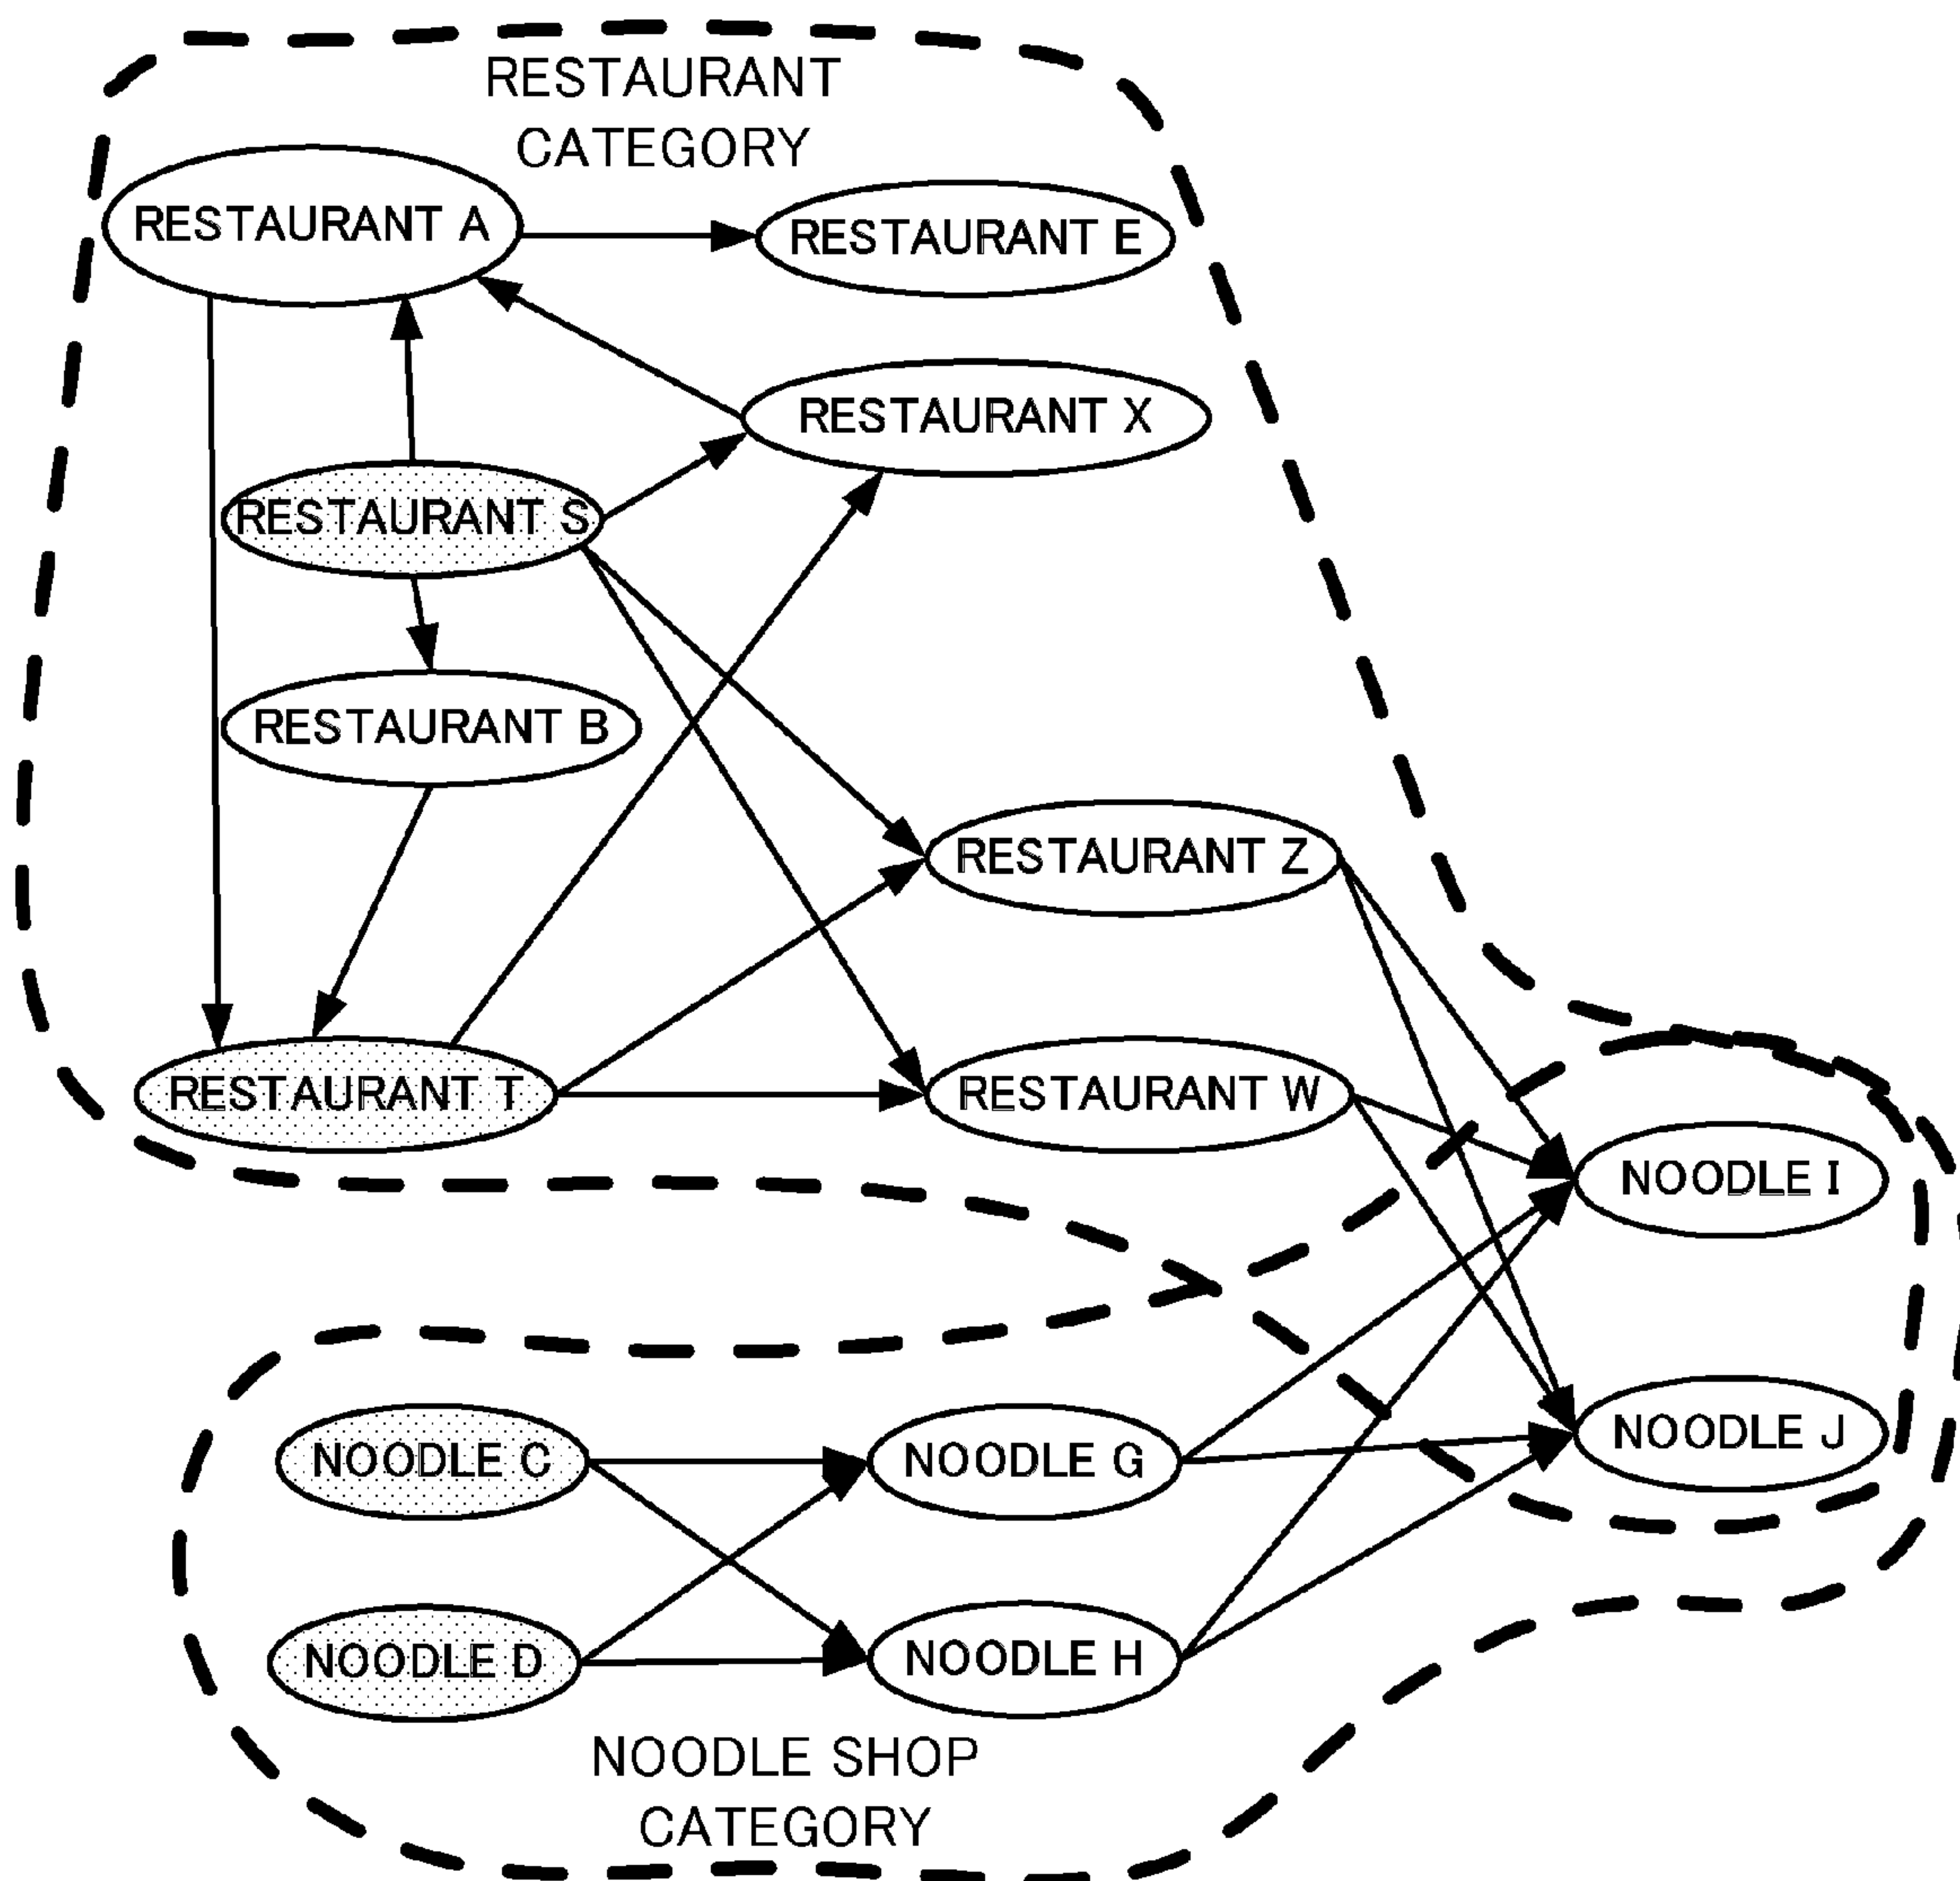 RESTAURANT
CATEGORY
RESTAURANT A
RESTAURANT E
RESTAURANT X
RESTAURANT S
RESTAURANT B
RESTAURANT Z
RESTAURANT T
RESTAURANT W
NOODLE I
NOODLE J
NOODLE C
NOODLE G
NOODLE D
NOODLE H
NOODLE SHOP
CATEGORY